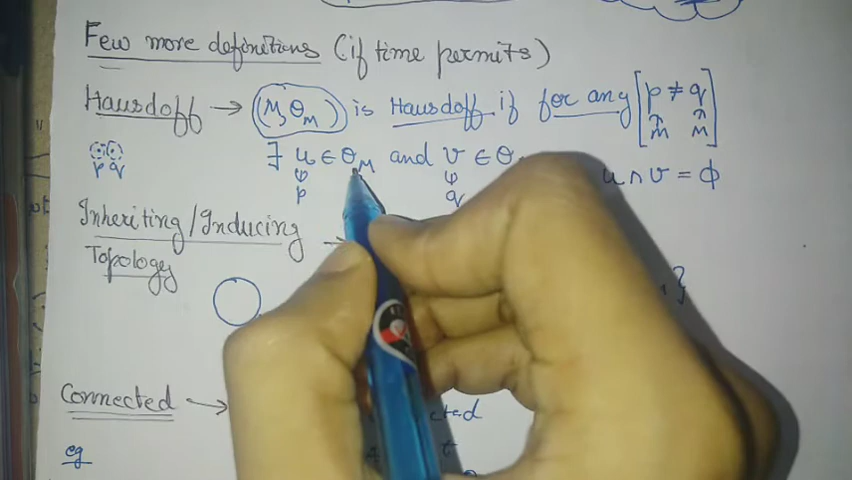 Few more definitions (if time permits)
Hausdoff → (M, θ_M) is Hausdoff if for any [p ≠ q]
M M
∃ u ∈ θ_M and v ∈ θ u ∩ v = ϕ
p q p q
Inheriting/Inducing →
Topology }
Connected → cted
eg t